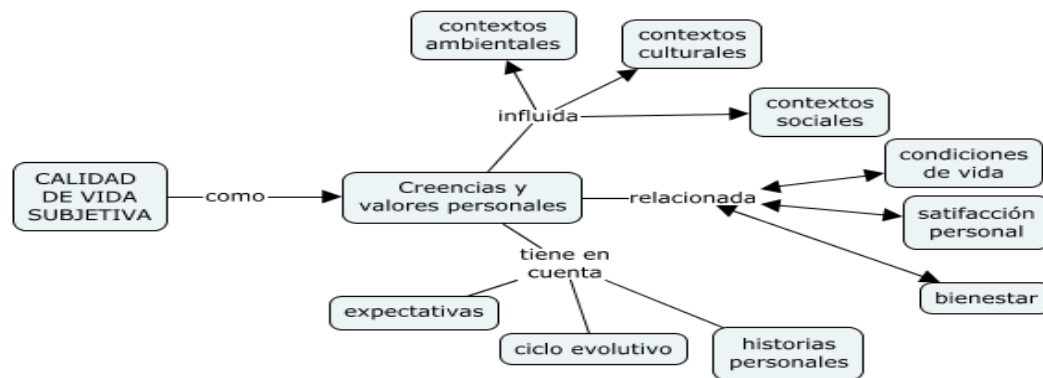 contextos
ambientales
contextos
culturales
influida
contextos
sociales
CALIDAD
DE VIDA
SUBJETIVA
como
Creencias y
valores personales
relacionada
condiciones
de vida
satifacción
personal
bienestar
tiene en
cuenta
expectativas
ciclo evolutivo
historias
personales